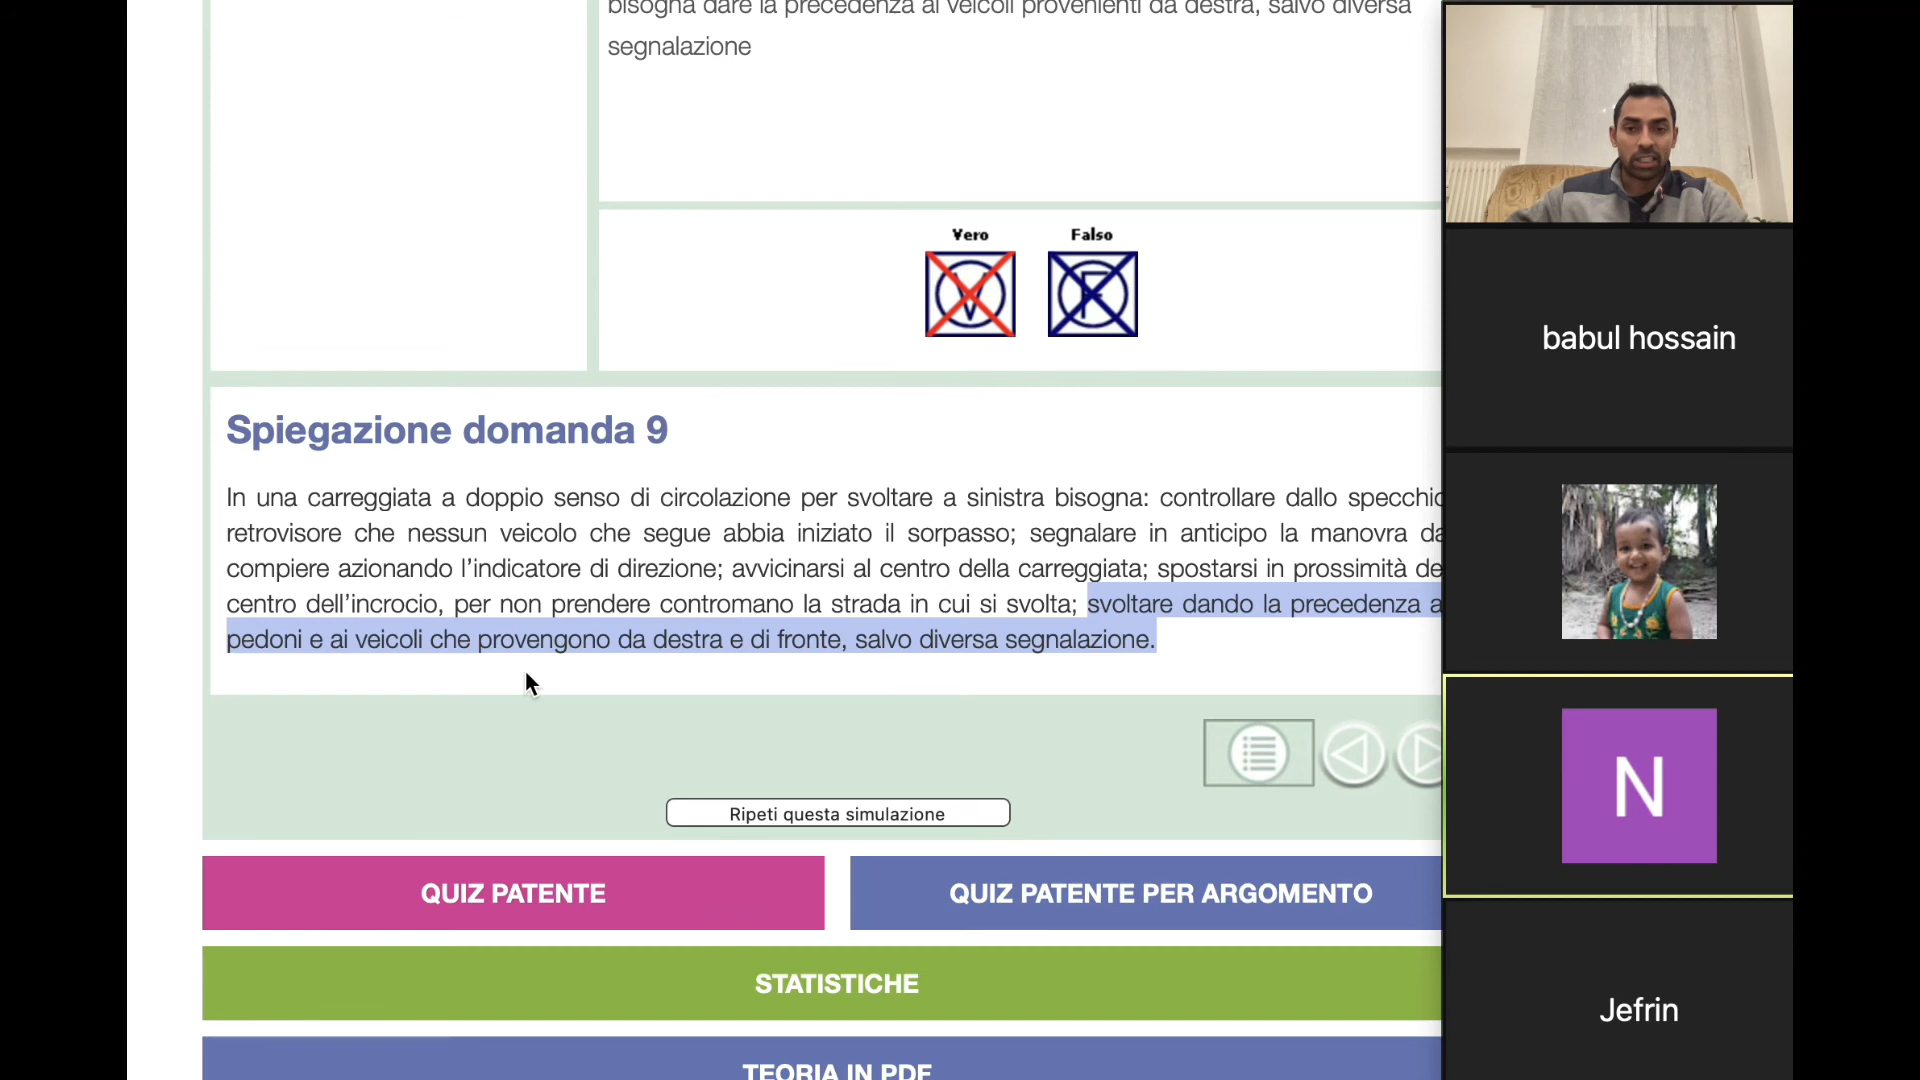 bisogna dare la precedenza ai veicoli provenienti da destra, salvo diversa
segnalazione
Vero
Falso
V
F
Spiegazione domanda 9
In una carreggiata a doppio senso di circolazione per svoltare a sinistra bisogna: controllare dallo specchio
retrovisore che nessun veicolo che segue abbia iniziato il sorpasso; segnalare in anticipo la manovra da
compiere azionando l'indicatore di direzione; avvicinarsi al centro della carreggiata; spostarsi in prossimità de
centro dell'incrocio, per non prendere contromano la strada in cui si svolta; svoltare dando la precedenza a
pedoni e ai veicoli che provengono da destra e di fronte, salvo diversa segnalazione.
Ripeti questa simulazione
QUIZ PATENTE
QUIZ PATENTE PER ARGOMENTO
STATISTICHE
TEORIA IN PDF
babul hossain
N
Jefrin